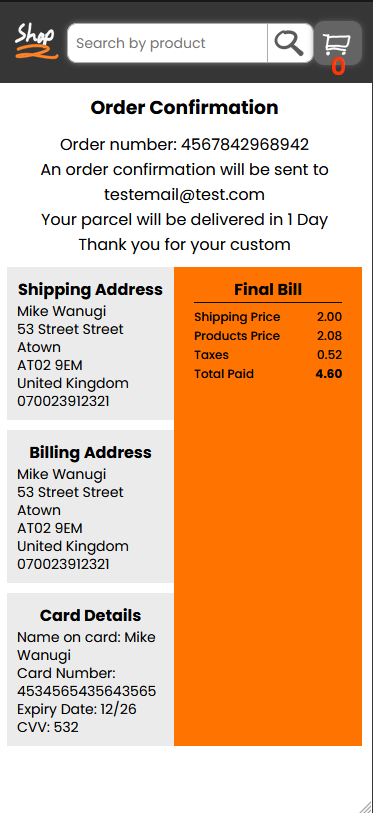 Shop
Search by product
0
Order Confirmation
Order number: 4567842968942
An order confirmation will be sent to
testemail@test.com
Your parcel will be delivered in 1 Day
Thank you for your custom
Shipping Address
Mike Wanugi
53 Street Street
Atown
AT02 9EM
United Kingdom
070023912321
Final Bill
Shipping Price 2.00
Products Price 2.08
Taxes 0.52
Total Paid 4.60
Billing Address
Mike Wanugi
53 Street Street
Atown
AT02 9EM
United Kingdom
070023912321
Card Details
Name on card: Mike
Wanugi
Card Number:
4534565435643565
Expiry Date: 12/26
CVV: 532